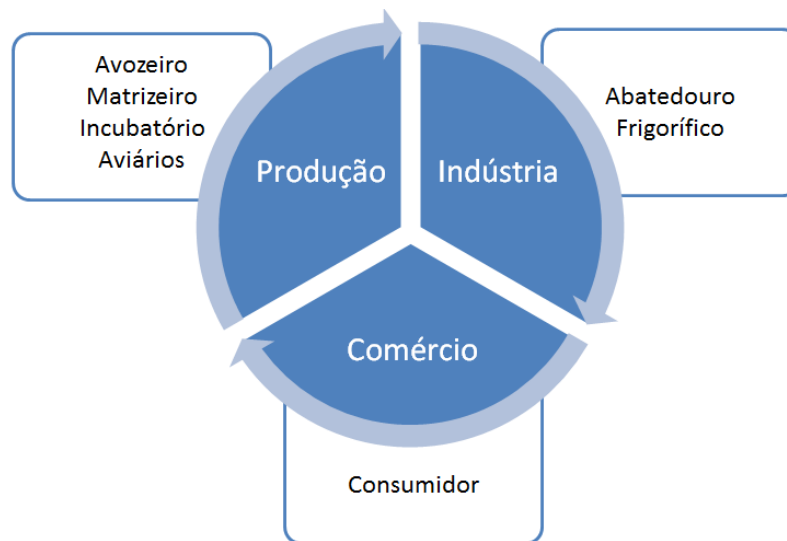 Avozeiro
Matrizeiro
Incubatório
Aviários
Produção
Indústria
Abatedouro
Frigorífico
Comércio
Consumidor